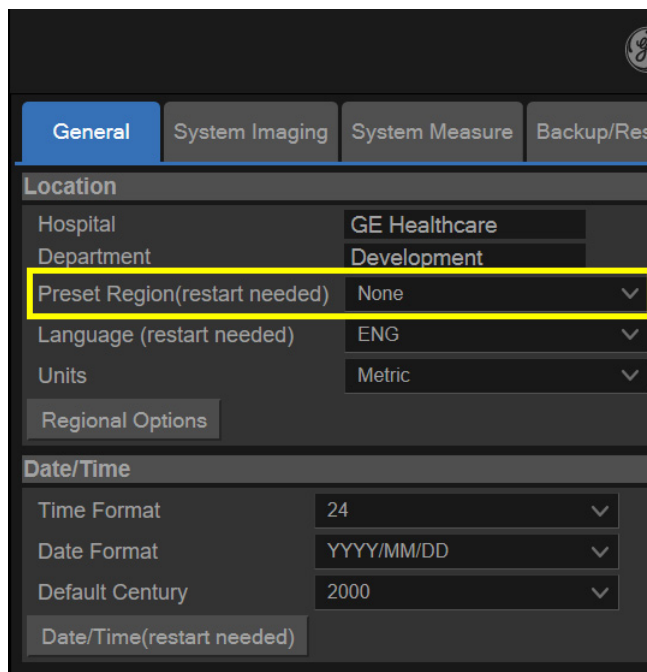 General System Imaging System Measure Backup/Res
Location
Hospital GE Healthcare
Department Development
Preset Region(restart needed) None
Language (restart needed) ENG
Units Metric
Regional Options
Date/Time
Time Format 24
Date Format YYYY/MM/DD
Default Century 2000
Date/Time(restart needed)